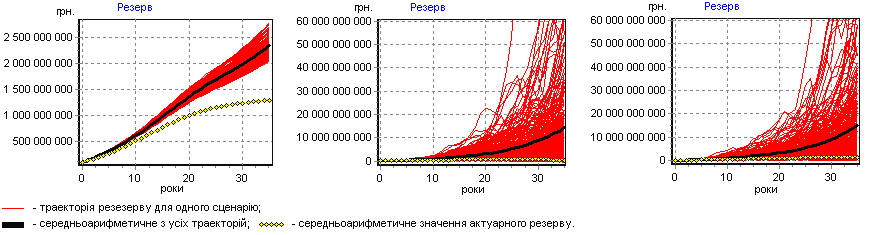 грн.
Резерв
2 500 000 000
2 000 000 000
1 500 000 000
1 000 000 000
500 000 000
0
10
20
30
роки
грн.
Резерв
60 000 000 000
50 000 000 000
40 000 000 000
30 000 000 000
20 000 000 000
10 000 000 000
0
0
10
20
30
роки
грн.
Резерв
60 000 000 000
50 000 000 000
40 000 000 000
30 000 000 000
20 000 000 000
10 000 000 000
0
0
10
20
30
роки
- траєкторія резезерву для одного сценарію;
- середньоарифметичне з усіх траєкторій;
- середньоарифметичне значення актуарного резерву.